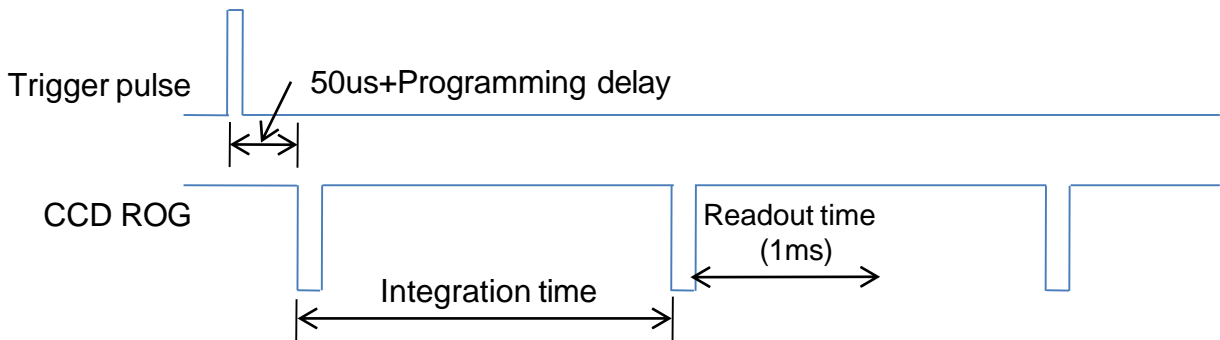 50us+Programming delay
Trigger pulse
CCD ROG
Readout time
(1ms)
Integration time